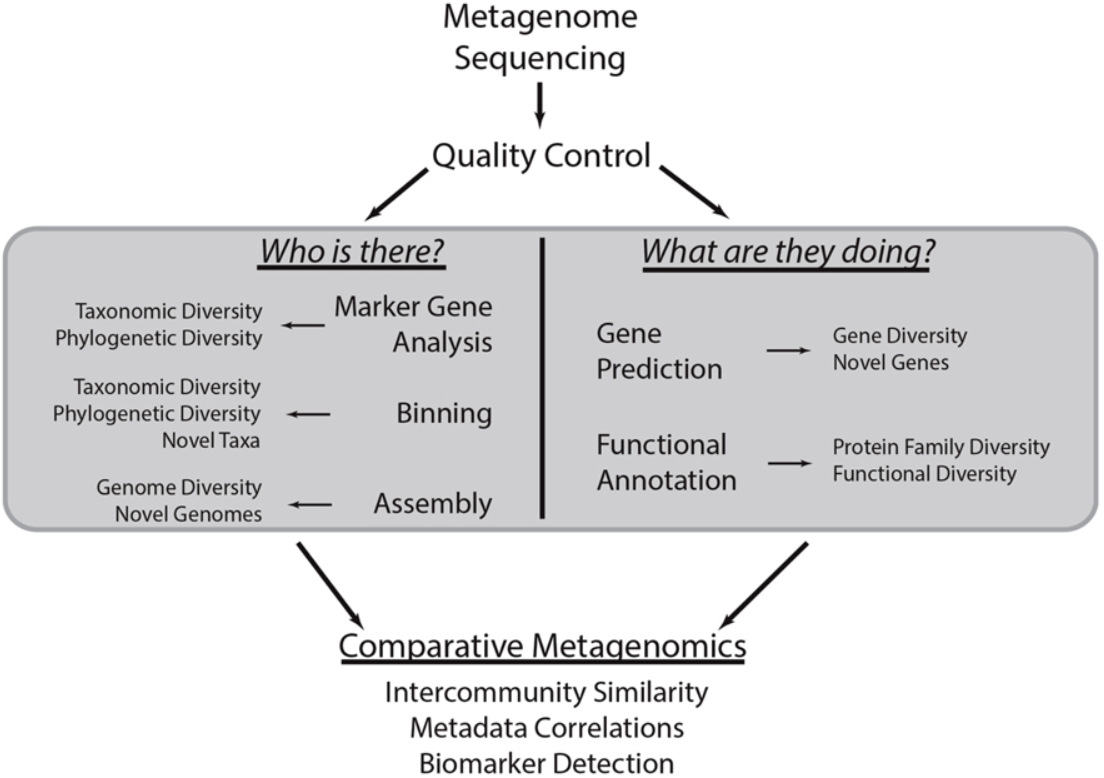 Metagenome
Sequencing
Quality Control
Who is there?
Marker Gene
Analysis
Taxonomic Diversity
Phylogenetic Diversity
Binning
Taxonomic Diversity
Phylogenetic Diversity
Novel Taxa
Assembly
Genome Diversity
Novel Genomes
What are they doing?
Gene
Prediction
Gene Diversity
Novel Genes
Functional
Annotation
Protein Family Diversity
Functional Diversity
Comparative Metagenomics
Intercommunity Similarity
Metadata Correlations
Biomarker Detection